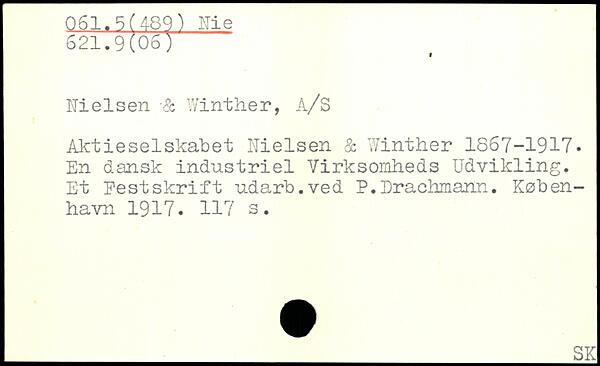 061.5(489) Nie
621.9(06)
Nielsen & Winther, A/S
Aktieselskabet Nielsen & Winther 1867-1917.
En dansk industriel Virksomheds Udvikling.
Et Festskrift udarb.ved P.Drachmann. Køben-
havn 1917. 117 s.
SK